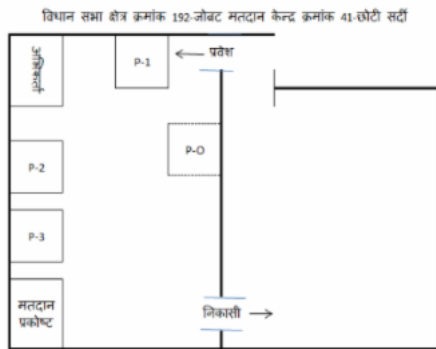 विधान सभा क्षेत्र क्रमांक 192-जोबट मतदान केन्द्र क्रमांक 41-छोटी सर्दी
अभिकर्ता
P-1
प्रवेश
P-O
P-2
P-3
मतदान
प्रकोष्ट
निकासी